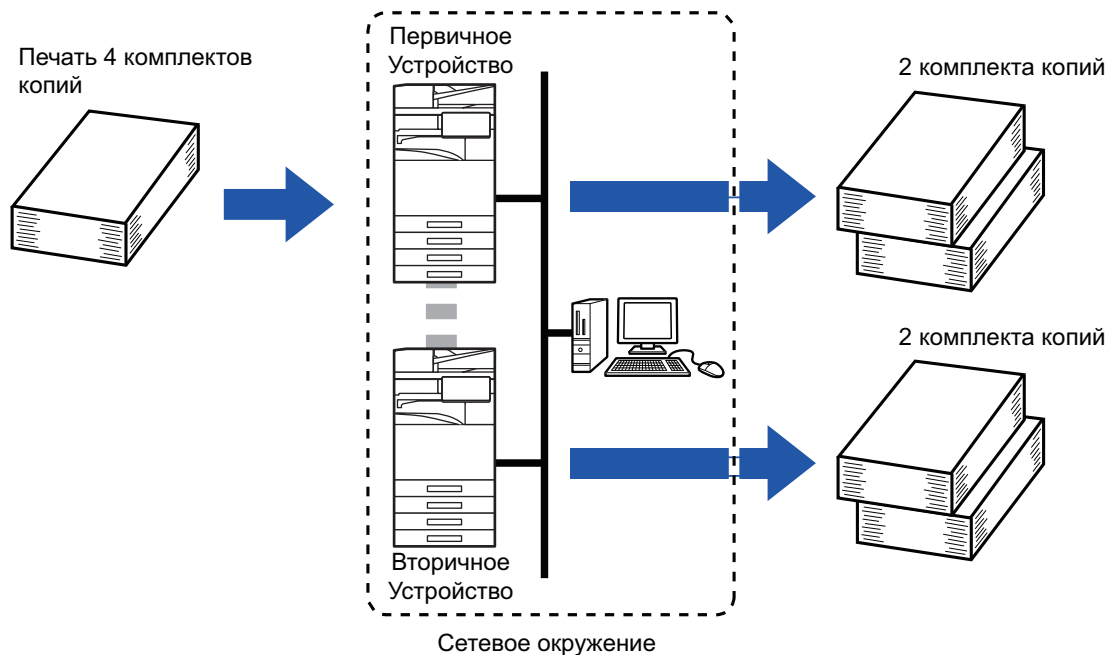 Печать 4 комплектов
копий
Первичное
Устройство
2 комплекта копий
2 комплекта копий
Вторичное
Устройство
Сетевое окружение